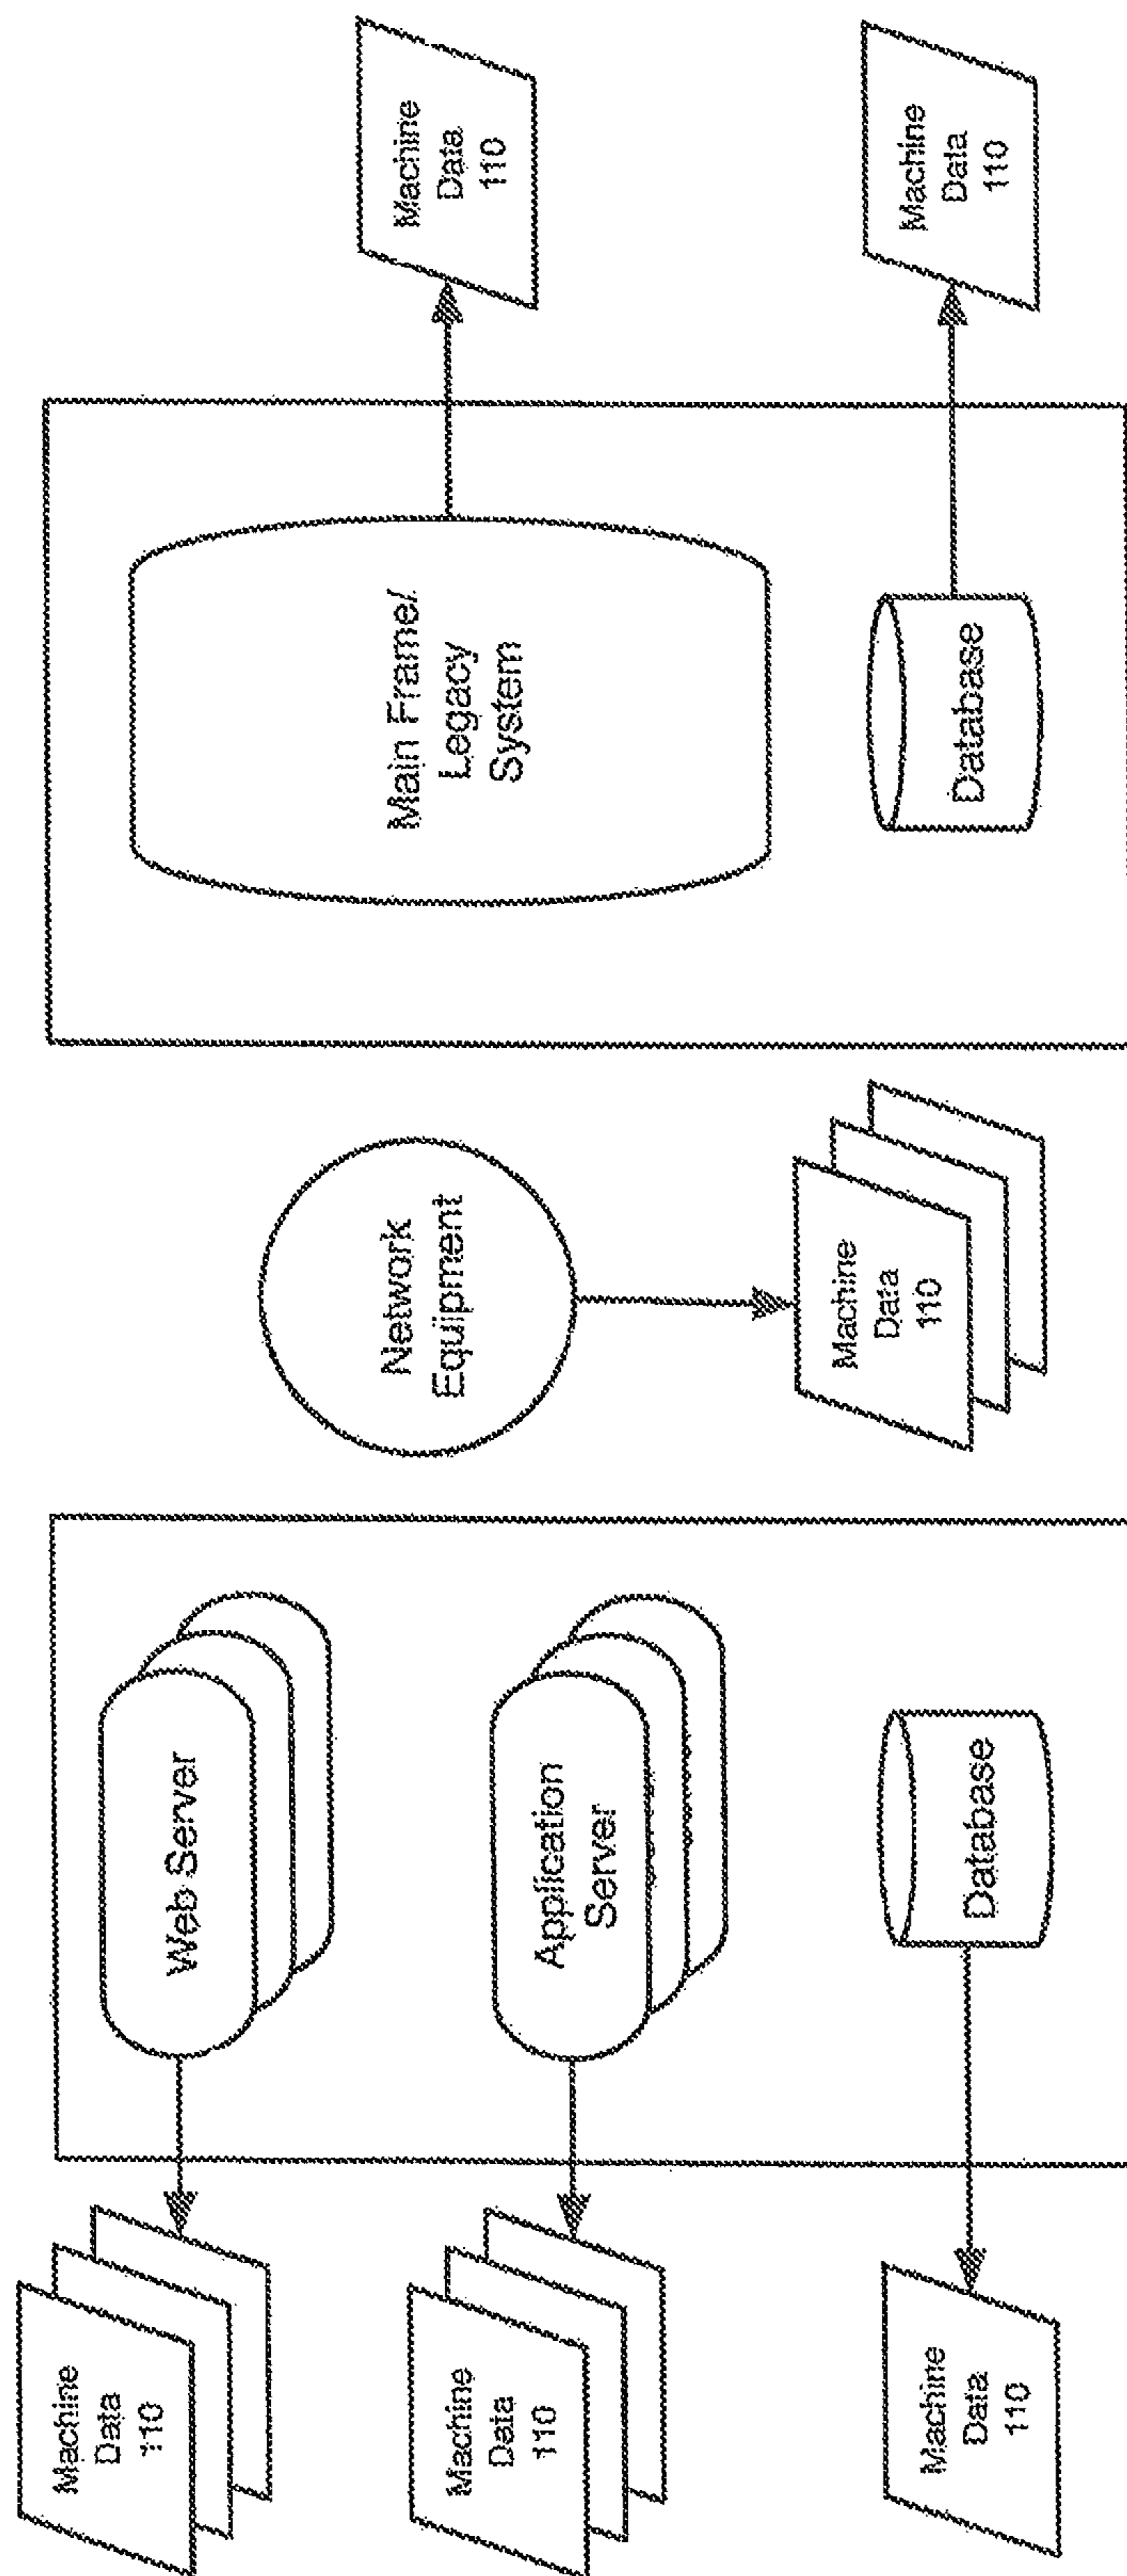 Machine
Data
110
Web Server
Machine
Data
110
Application
Server
Machine
Data
110
Database
Network
Equipment
Machine
Data
110
Main Frame/
Legacy
System
Machine
Data
110
Database
Machine
Data
110